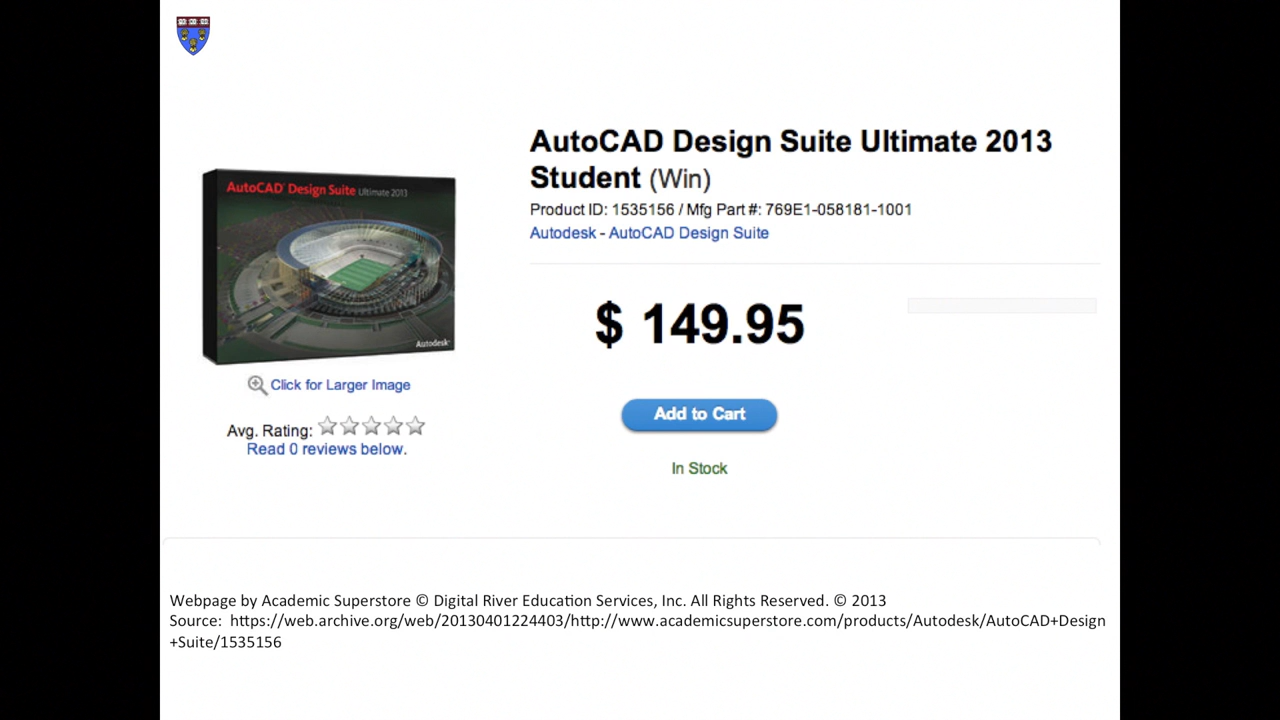 AutoCAD Design Suite Ultimate 2013
Student (Win)
Product ID: 1535156 / Mfg Part #: 769E1-058181-1001
Autodesk - AutoCAD Design Suite
AutoCAD® Design Suite Ultimate 2013
Autodesk®
$ 149.95
Click for Larger Image
Add to Cart
Avg. Rating:
Read 0 reviews below.
In Stock
Webpage by Academic Superstore © Digital River Education Services, Inc. All Rights Reserved. © 2013
Source: https://web.archive.org/web/20130401224403/http://www.academicsuperstore.com/products/Autodesk/AutoCAD+Design
+Suite/1535156